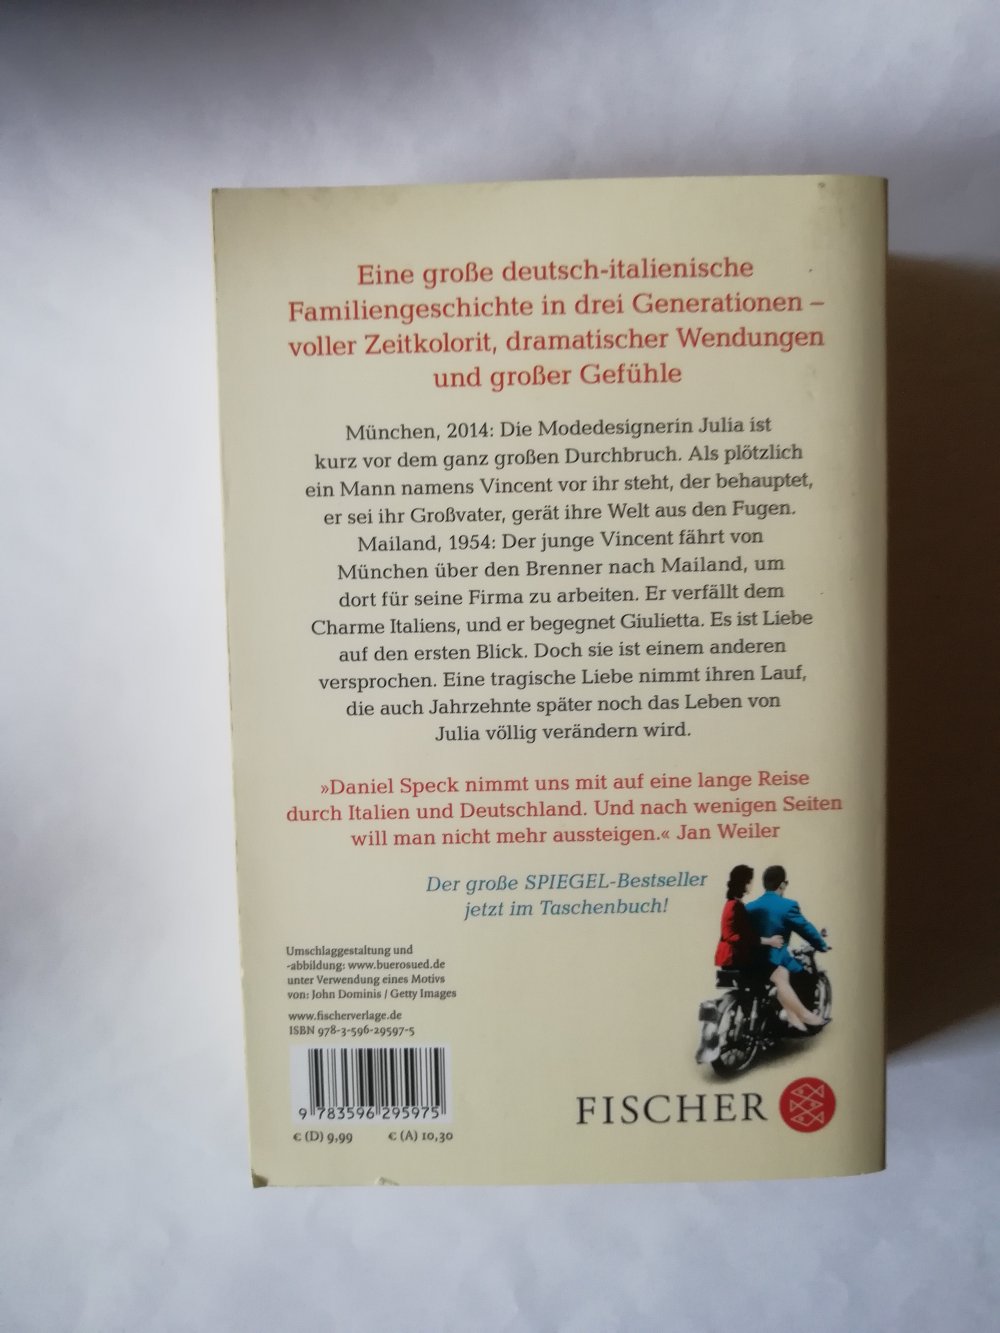 Eine große deutsch-italienische
Familiengeschichte in drei Generationen –
voller Zeitkolorit, dramatischer Wendungen
und großer Gefühle
München, 2014: Die Modedesignerin Julia ist
kurz vor dem ganz großen Durchbruch. Als plötzlich
ein Mann namens Vincent vor ihr steht, der behauptet,
er sei ihr Großvater, gerät ihre Welt aus den Fugen.
Mailand, 1954: Der junge Vincent fährt von
München über den Brenner nach Mailand, um
dort für seine Firma zu arbeiten. Er verfällt dem
Charme Italiens, und er begegnet Giulietta. Es ist Liebe
auf den ersten Blick. Doch sie ist einem anderen
versprochen. Eine tragische Liebe nimmt ihren Lauf,
die auch Jahrzehnte später noch das Leben von
Julia völlig verändern wird.
»Daniel Speck nimmt uns mit auf eine lange Reise
durch Italien und Deutschland. Und nach wenigen Seiten
will man nicht mehr aussteigen.« Jan Weiler
Der große SPIEGEL-Bestseller
jetzt im Taschenbuch!
Umschlaggestaltung und
-abbildung: www.buerosued.de
unter Verwendung eines Motivs
von: John Dominis / Getty Images
www.fischerverlage.de
ISBN 978-3-596-29597-5
9 783596 295975
€ (D) 9,99 € (A) 10,30
FISCHER